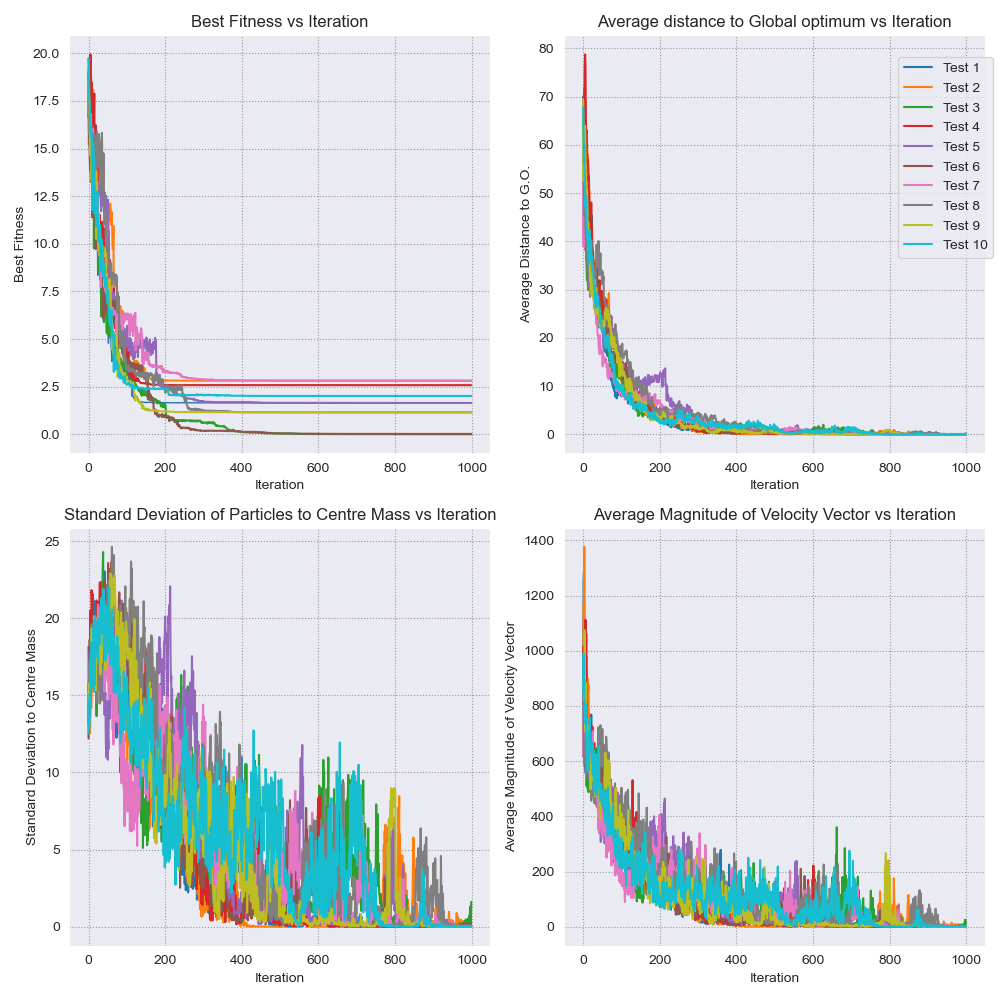 Best Fitness vs Iteration
20.0
17.5
15.0
12.5
10.0
7.5
5.0
2.5
0.0
Best Fitness
0 200 400 600 800 1000
Iteration
Average distance to Global optimum vs Iteration
80
70
60
50
40
30
20
10
0
Average Distance to G.O.
Test 1
Test 2
Test 3
Test 4
Test 5
Test 6
Test 7
Test 8
Test 9
Test 10
0 200 400 600 800 1000
Iteration
Standard Deviation of Particles to Centre Mass vs Iteration
25
20
15
10
5
0
Standard Deviation to Centre Mass
0 200 400 600 800 1000
Iteration
Average Magnitude of Velocity Vector vs Iteration
1400
1200
1000
800
600
400
200
0
Average Magnitude of Velocity Vector
0 200 400 600 800 1000
Iteration